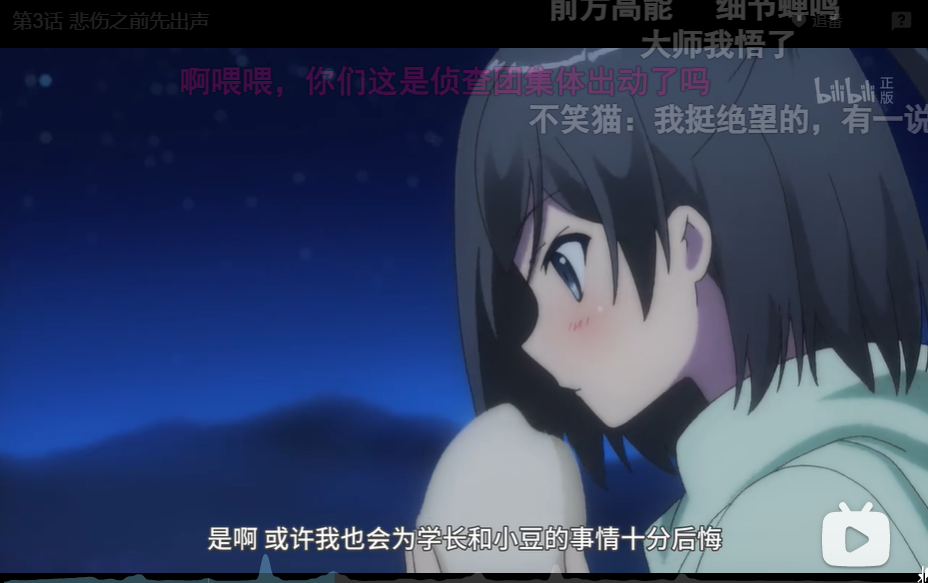 第3话 悲伤之前先出声
前方高能 细节蝉鸣
追番
大师我悟了
啊喂喂，你们这是侦查团集体出动了吗
bilibili 正版
不笑猫：我挺绝望的，有一说
是啊 或许我也会为学长和小豆的事情十分后悔